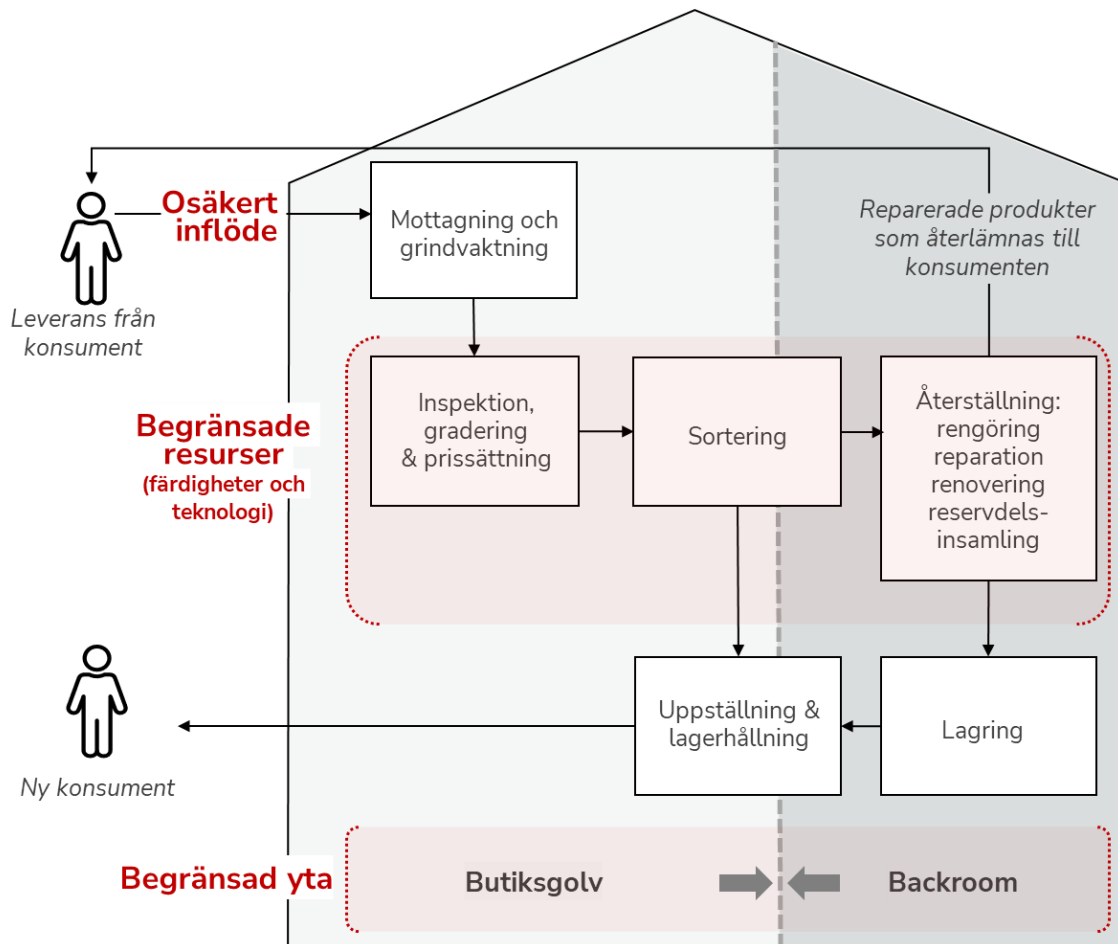 Osäkert
inflöde
Mottagning och
grindvaktning
Reparerade produkter
som återlämnas till
konsumenten
Leverans från
konsument
Begränsade
resurser
(färdigheter och
teknologi)
Inspektion,
gradering
& prissättning
Sortering
Återställning:
rengöring
reparation
renovering
reservdels-
insamling
Uppställning &
lagerhållning
Lagring
Ny konsument
Begränsad yta
Butiksgolv
Backroom